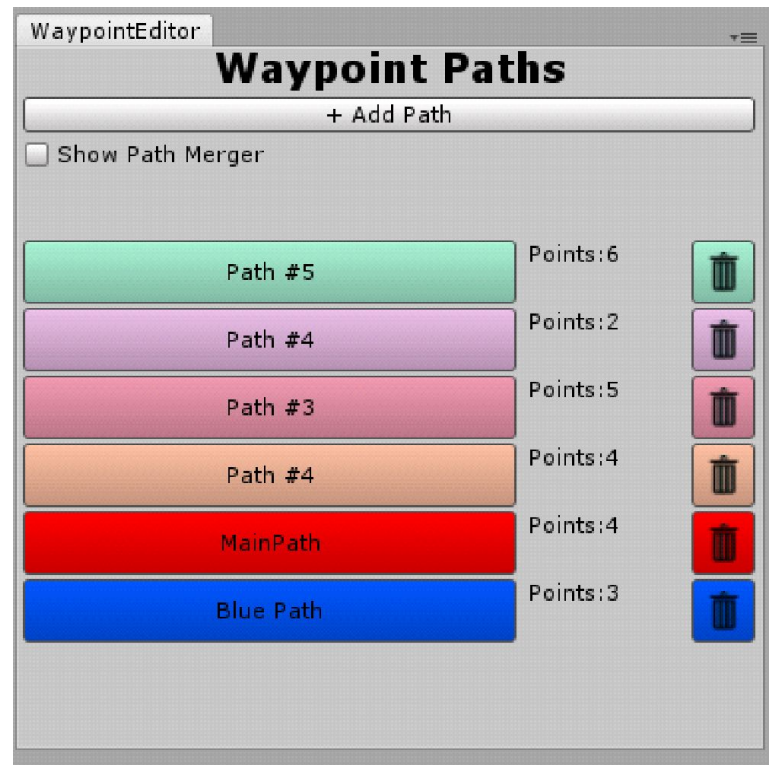 WaypointEditor
Waypoint Paths
+ Add Path
Show Path Merger
Path #5 Points:6
Path #4 Points:2
Path #3 Points:5
Path #4 Points:4
MainPath Points:4
Blue Path Points:3